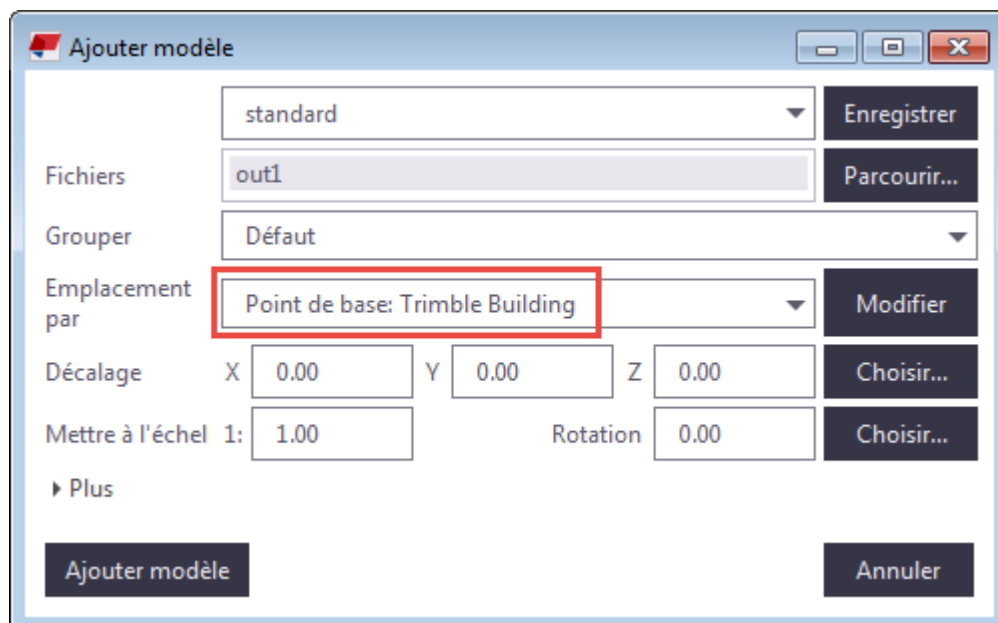 Ajouter modèle
standard Enregistrer
Fichiers out1 Parcourir...
Grouper Défaut
Emplacement
par Point de base: Trimble Building Modifier
Décalage X 0.00 Y 0.00 Z 0.00 Choisir...
Mettre à l'échel 1: 1.00 Rotation 0.00 Choisir...
Plus
Ajouter modèle Annuler